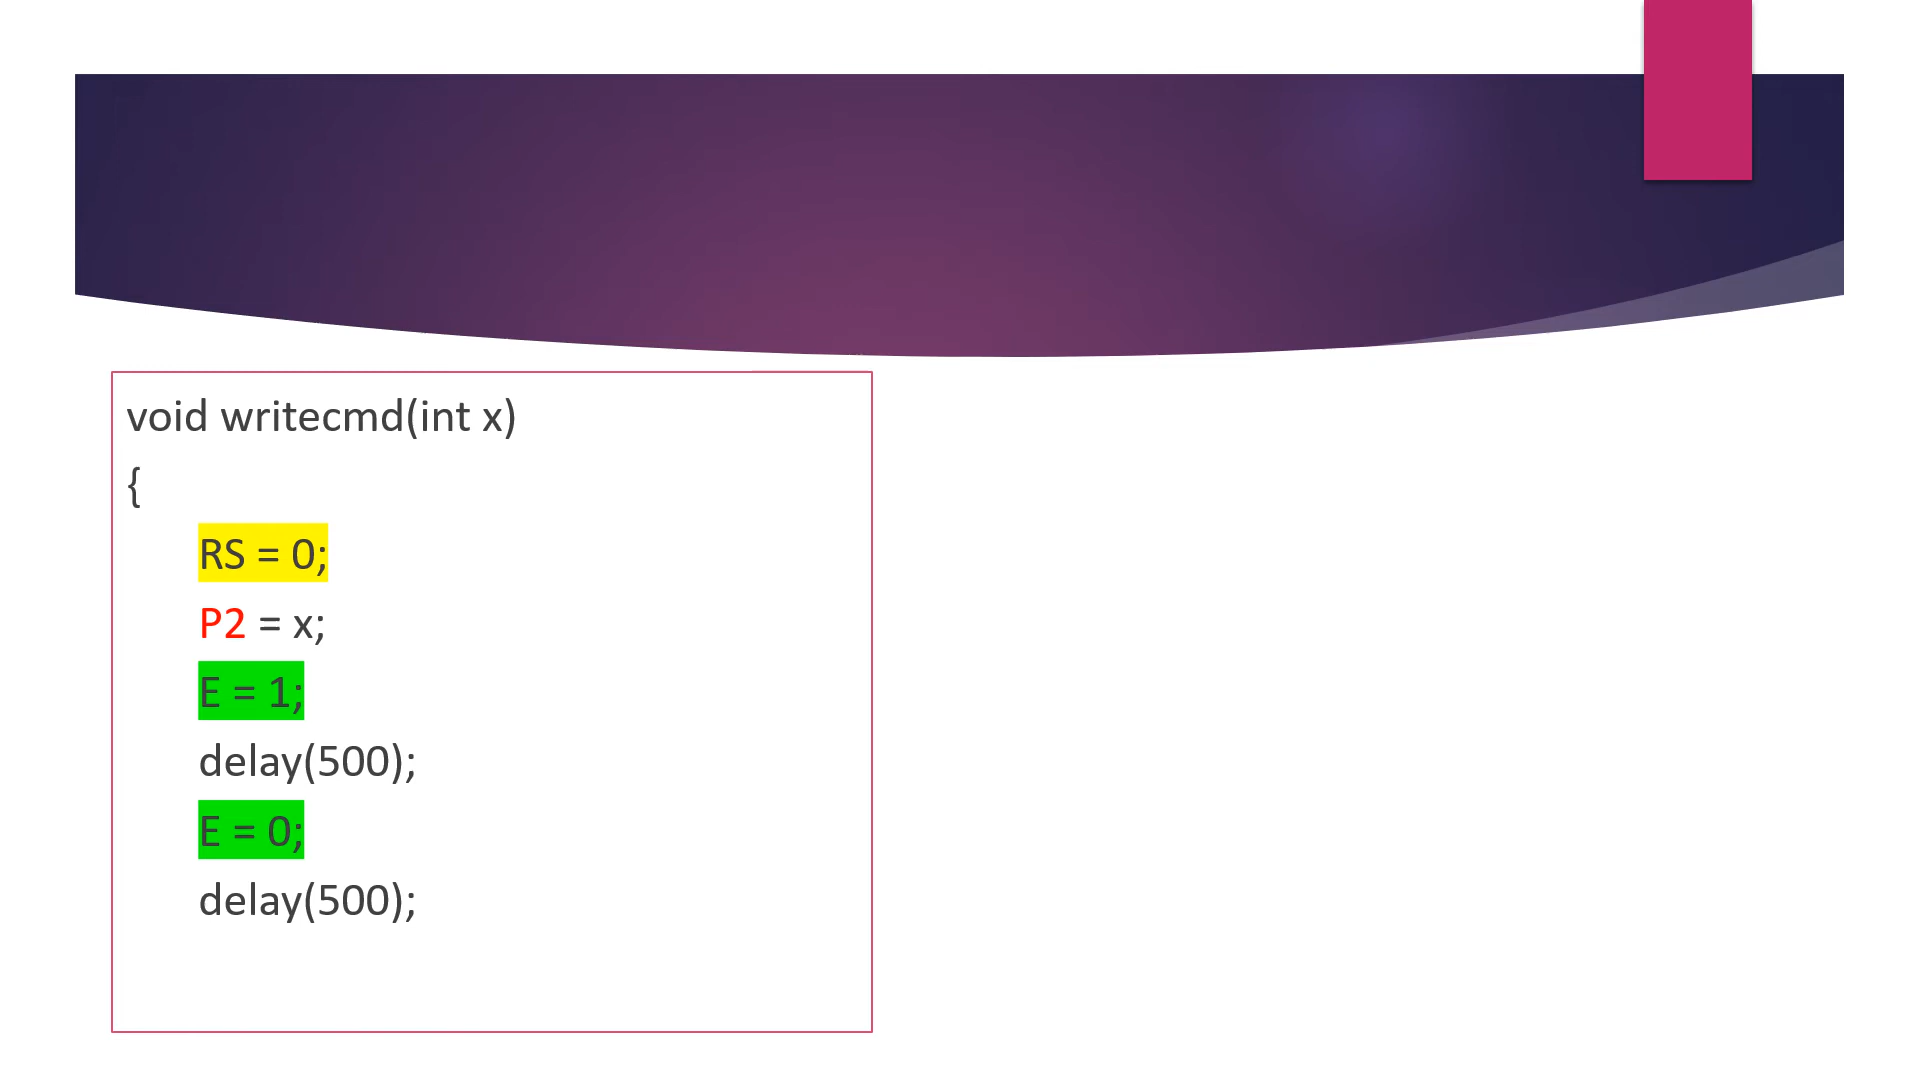 void writecmd(int x)
{
RS = 0;
P2 = x;
E = 1;
delay(500);
E = 0;
delay(500);